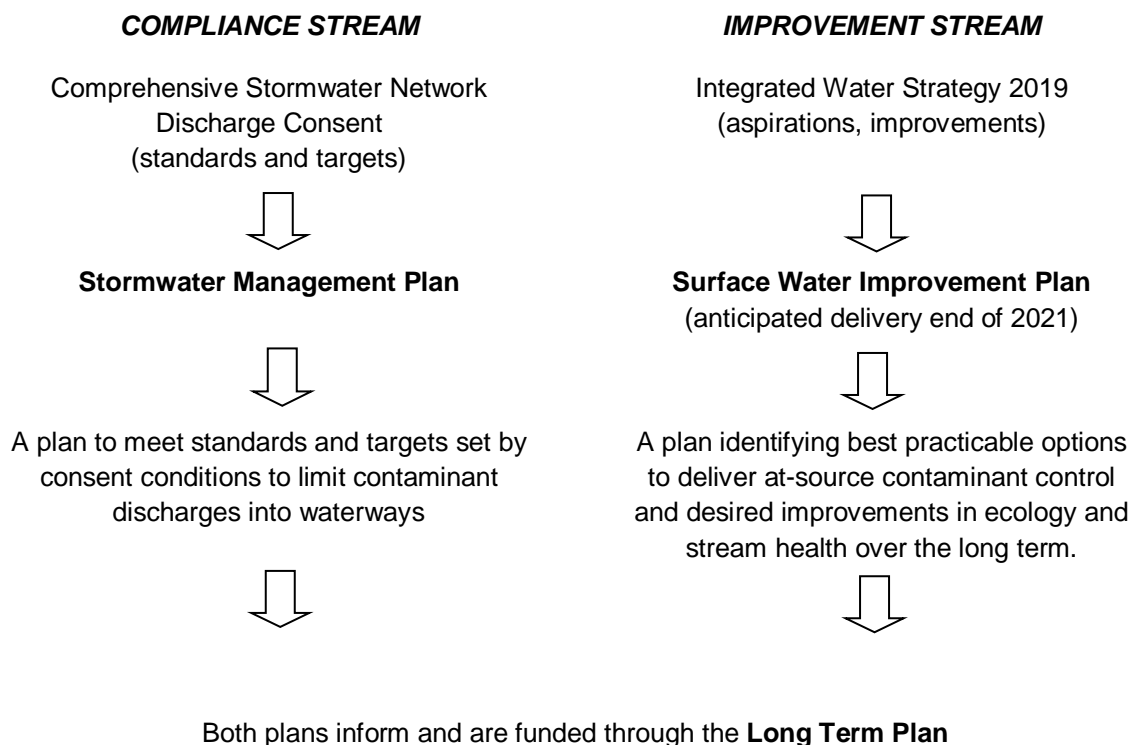 COMPLIANCE STREAM
Comprehensive Stormwater Network
Discharge Consent
(standards and targets)
Stormwater Management Plan
A plan to meet standards and targets set by
consent conditions to limit contaminant
discharges into waterways
IMPROVEMENT STREAM
Integrated Water Strategy 2019
(aspirations, improvements)
Surface Water Improvement Plan
(anticipated delivery end of 2021)
A plan identifying best practicable options
to deliver at-source contaminant control
and desired improvements in ecology and
stream health over the long term.
Both plans inform and are funded through the Long Term Plan